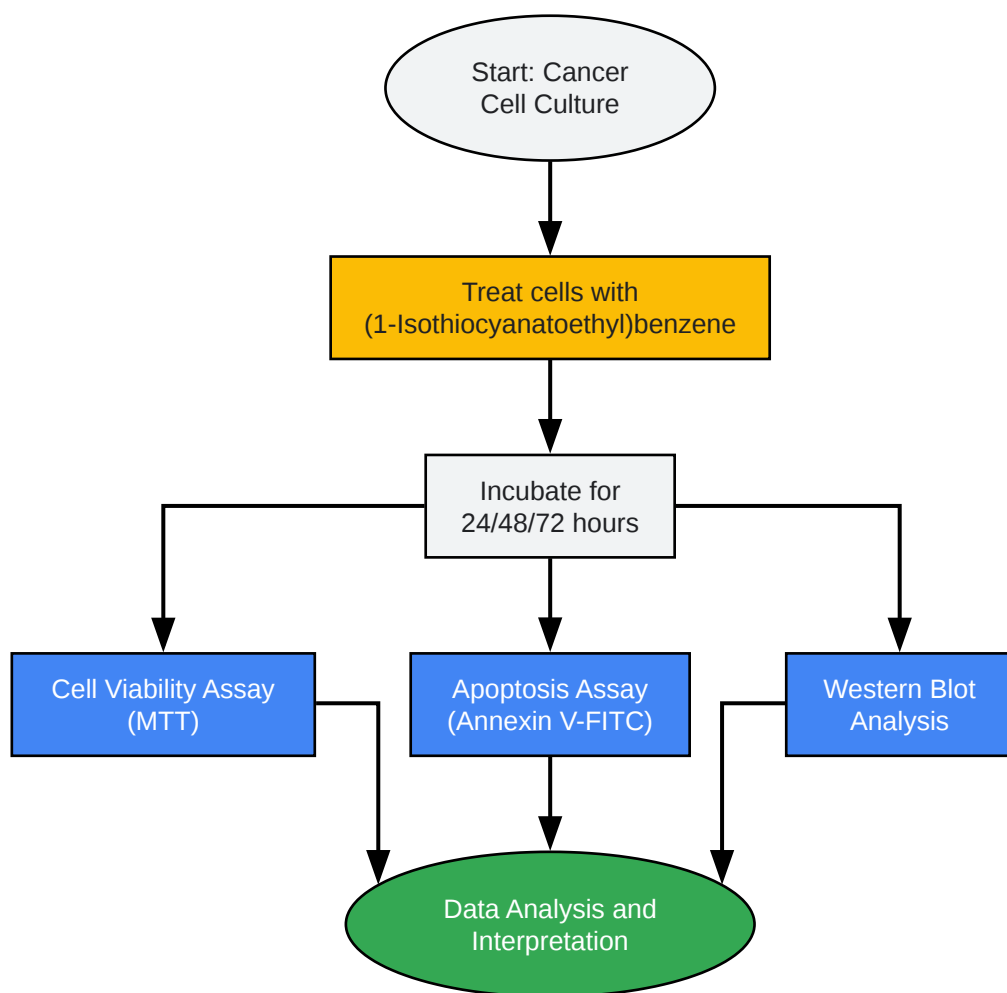 Start: Cancer
Cell Culture
Treat cells with
(1-Isothiocyanatoethyl)benzene
Incubate for
24/48/72 hours
Cell Viability Assay
(MTT)
Apoptosis Assay
(Annexin V-FITC)
Western Blot
Analysis
Data Analysis and
Interpretation